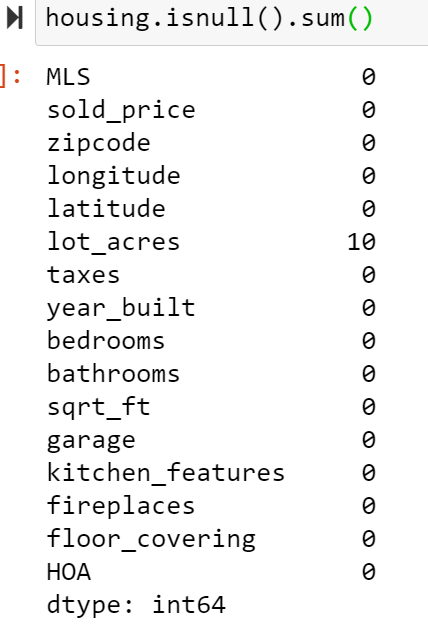 housing.isnull().sum()
]: MLS 0
sold_price 0
zipcode 0
longitude 0
latitude 0
lot_acres 10
taxes 0
year_built 0
bedrooms 0
bathrooms 0
sqrt_ft 0
garage 0
kitchen_features 0
fireplaces 0
floor_covering 0
HOA 0
dtype: int64